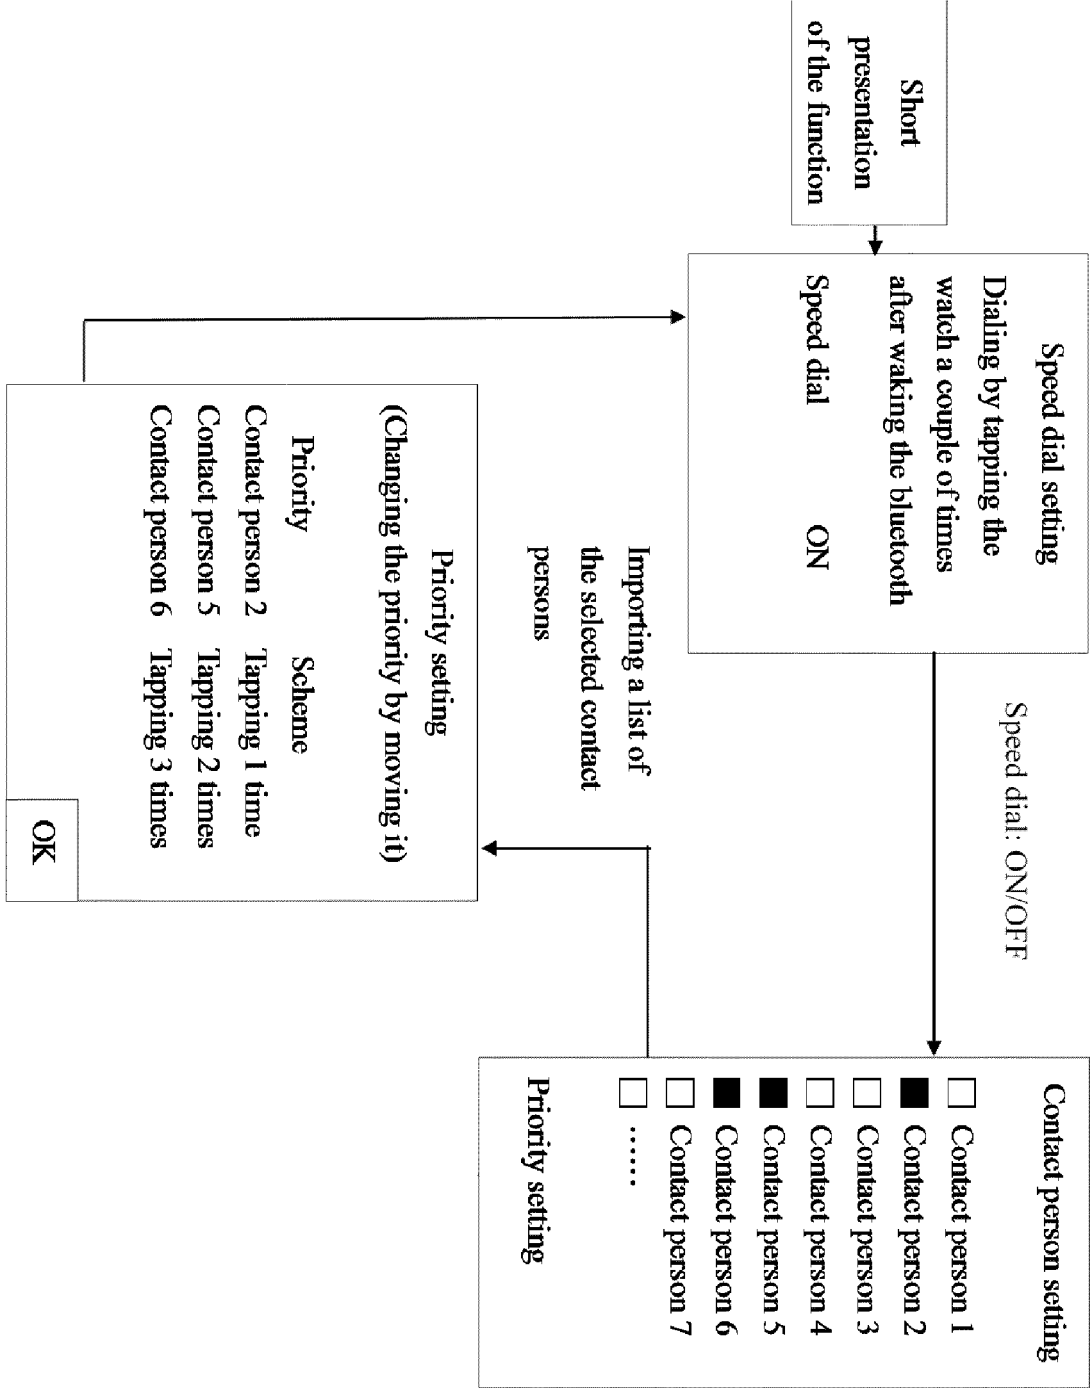 Short
presentation
of the function
Speed dial setting
Dialing by tapping the
watch a couple of times
after waking the bluetooth
Speed dial ON
Speed dial: ON/OFF
Contact person setting
Contact person 1
Contact person 2
Contact person 3
Contact person 4
Contact person 5
Contact person 6
Contact person 7
......
Priority setting
Importing a list of
the selected contact
persons
Priority setting
(Changing the priority by moving it)
Priority Scheme
Contact person 2 Tapping 1 time
Contact person 5 Tapping 2 times
Contact person 6 Tapping 3 times
OK